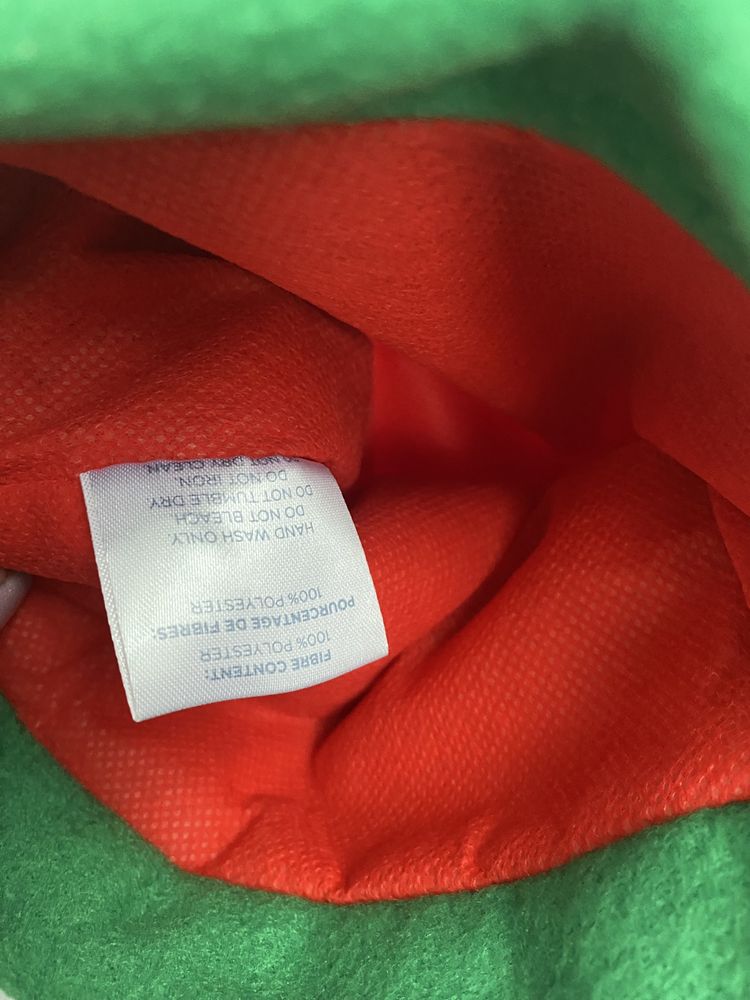 FIBRE CONTENT:
100% POLYESTER
POURCENTAGE DE FIBRES:
100% POLYESTER
HAND WASH ONLY.
DO NOT BLEACH.
DO NOT TUMBLE DRY.
DO NOT IRON.
DO NOT DRY CLEAN.